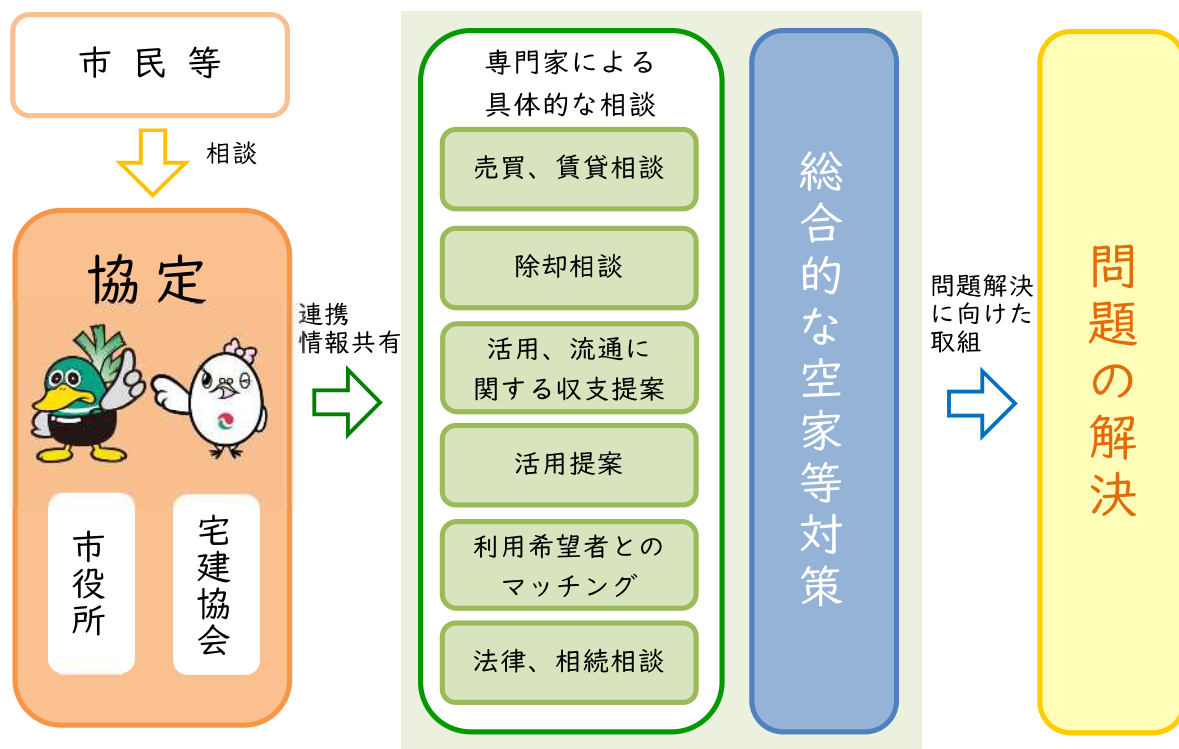 市民等
相談
協定
市役所
宅建協会
連携
情報共有
専門家による
具体的な相談
売買、賃貸相談
除却相談
活用、流通に
関する収支提案
活用提案
利用希望者との
マッチング
法律、相続相談
総合的な空家等対策
問題解決
に向けた
取組
問題の解決